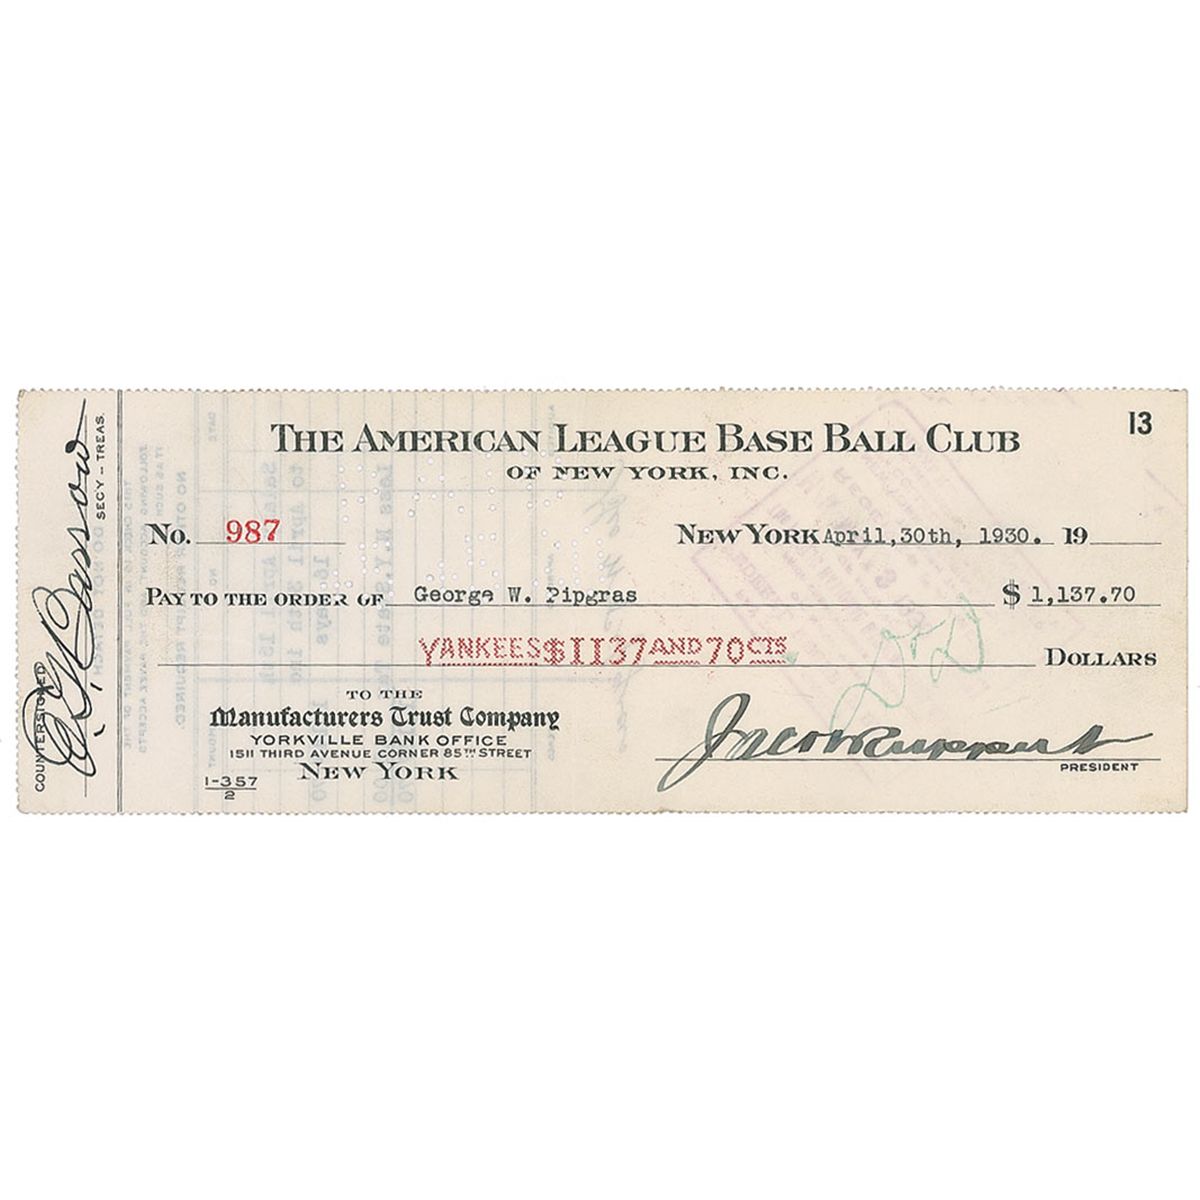 THE AMERICAN LEAGUE BASE BALL CLUB
OF NEW YORK, INC.
13
No. 987
NEW YORK April,30th, 1930. 19
PAY TO THE ORDER OF George W. Pipgras $ 1,137.70
YANKEES $1137 AND 70 CTS
DOLLARS
TO THE
Manufacturers Trust Company
YORKVILLE BANK OFFICE
1511 THIRD AVENUE CORNER 85TH STREET
NEW YORK
1-357
2
Jacob Ruppert
PRESIDENT
COUNTERSIGNED
SECY-TREAS.